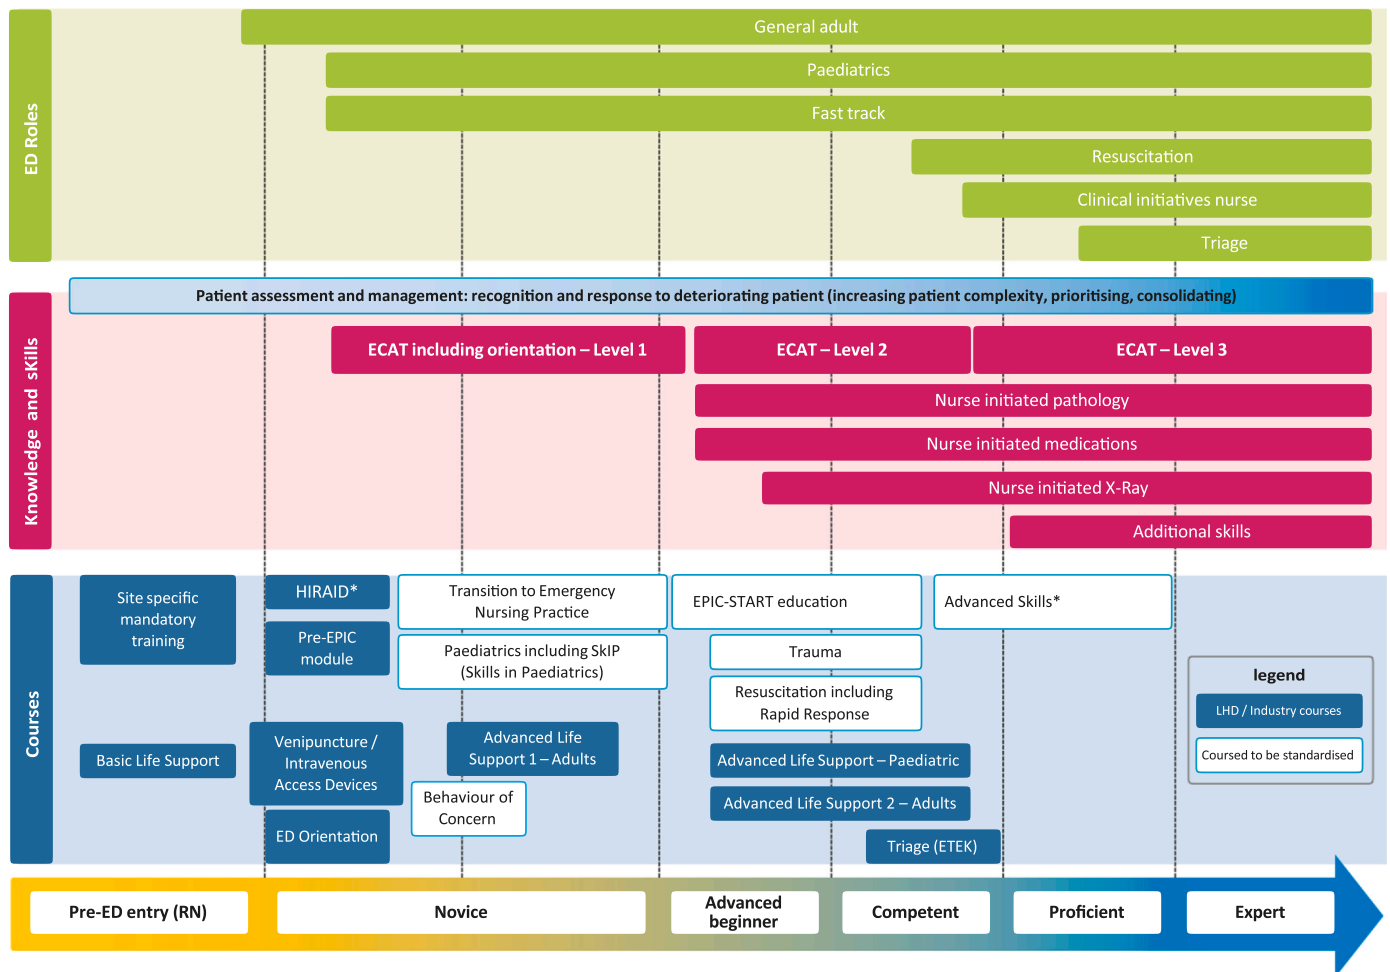 ED Roles
General adult
Paediatrics
Fast track
Resuscitation
Clinical initiatives nurse
Triage
Knowledge and sKills
Patient assessment and management: recognition and response to deteriorating patient (increasing patient complexity, prioritising, consolidating)
ECAT including orientation – Level 1
ECAT – Level 2
ECAT – Level 3
Nurse initiated pathology
Nurse initiated medications
Nurse initiated X-Ray
Additional skills
Courses
Site specific
mandatory
training
Basic Life Support
HIRAID*
Pre-EPIC
module
Venipuncture /
Intravenous
Access Devices
ED Orientation
Transition to Emergency
Nursing Practice
Paediatrics including SkIP
(Skills in Paediatrics)
Advanced Life
Support 1 – Adults
Behaviour of
Concern
EPIC-START education
Trauma
Resuscitation including
Rapid Response
Advanced Life Support – Paediatric
Advanced Life Support 2 – Adults
Triage (ETEK)
Advanced Skills*
legend
LHD / Industry courses
Coursed to be standardised
Pre-ED entry (RN)
Novice
Advanced
beginner
Competent
Proficient
Expert